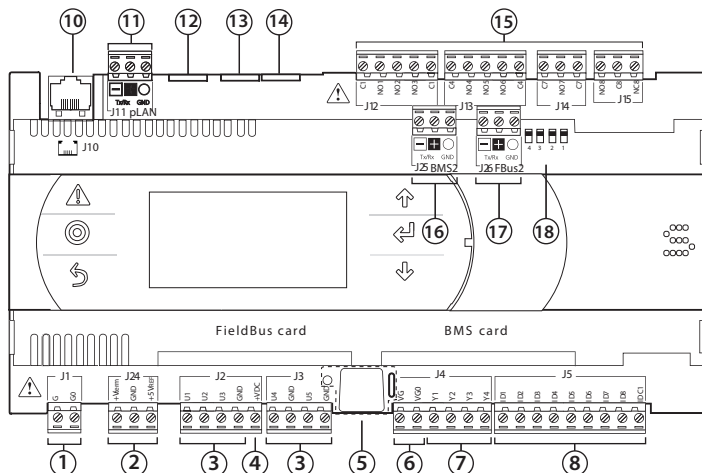 10 11 12 13 14 15
Tx/Rx GND
J11 pLAN
C1 NO1 NO2 NO3 C1 C4 NO4 NO5 NO6 C4 C7 NO7 C7 NO8 C8 NC8
J12 J13 J14 J15
J10
4 3 2 1
Tx/Rx GND Tx/Rx GND
J25 BMS2 J26 FBus2
16 17 18
FieldBus card BMS card
J1 J24 J2 J3 J4 J5
G G0 +Vterm GND +5VREF U1 U2 U3 GND +VDC U4 GND U5 GND VG VG0 Y1 Y2 Y3 Y4 ID1 ID2 ID3 ID4 ID5 ID6 ID7 ID8 IDC1
1 2 3 4 3 5 6 7 8